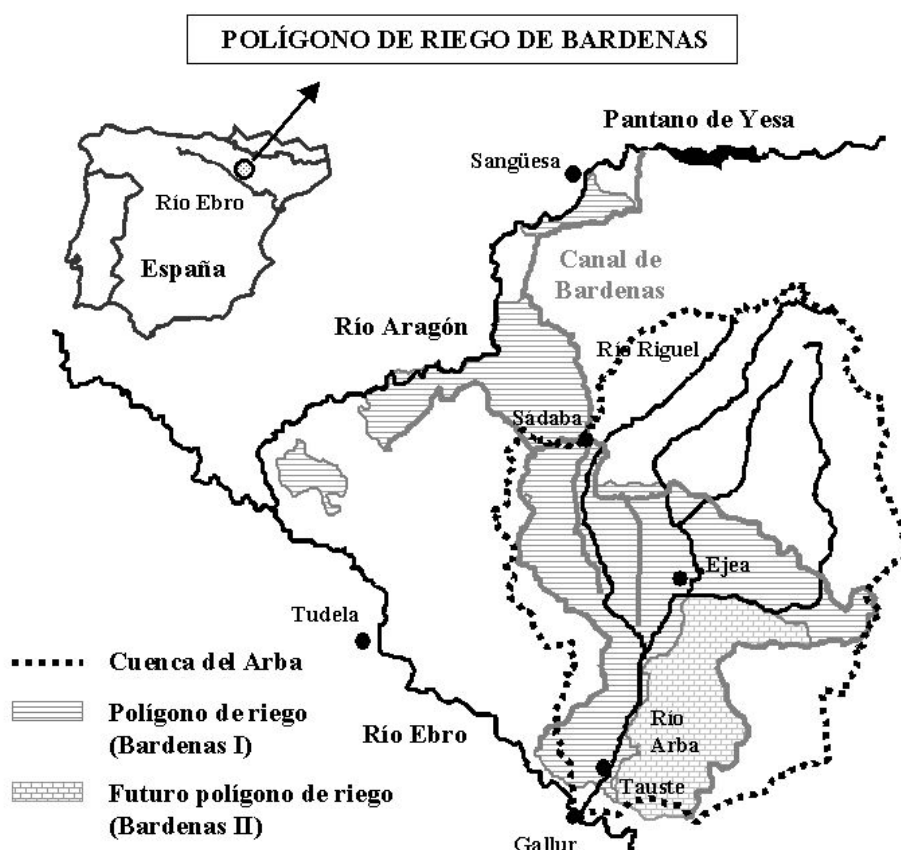 POLÍGONO DE RIEGO DE BARDENAS
Pantano de Yesa
Sangüesa
Río Ebro
España
Canal de
Bardenas
Río Aragón
Río Riguel
Sádaba
Ejea
Tudela
Cuenca del Arba
Polígono de riego
(Bardenas I)
Río Ebro
Río
Arba
Tauste
Futuro polígono de riego
(Bardenas II)
Gallur